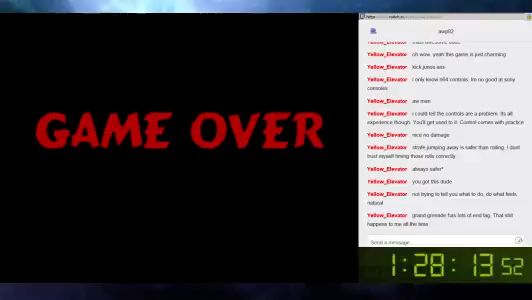 GAME OVER
awp82
Yellow_Elevator oh wow. yeah this game is just charming
Yellow_Elevator kick junos ass
Yellow_Elevator i only know n64 controls. Im no good at sony
consoles
Yellow_Elevator aw man
Yellow_Elevator i could tell the controls are a problem. Its all
experience though. You'll get used to it. Control comes with practice
Yellow_Elevator nice no damage
Yellow_Elevator strafe jumping away is safer than rolling. I dont
trust myself timing those rolls correctly
Yellow_Elevator always safer*
Yellow_Elevator you got this dude
Yellow_Elevator not trying to tell you what to do, do what feels
natural
Yellow_Elevator grand grenade has lots of end lag. That still
happens to me all the time
Send a message
1:28:13 52